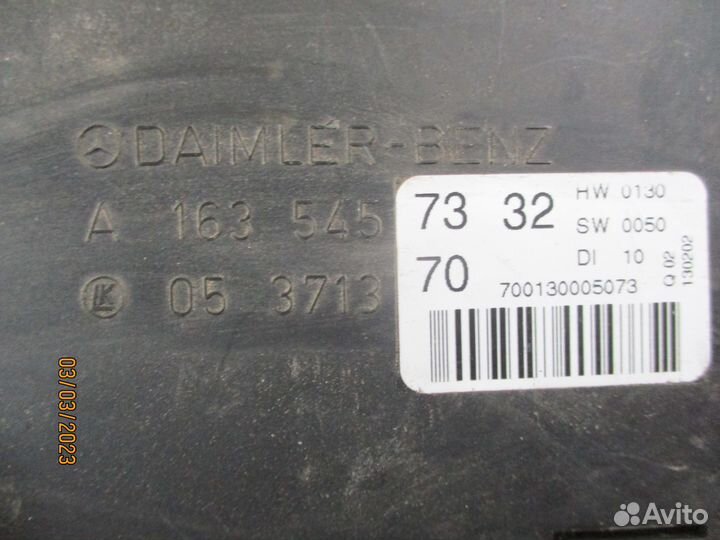 DAIMLER-BENZ
A 163 545 73 32
LK 05 3713 70
HW 0130
SW 0050
DI 10
700130005073
Q 02
130202
03/03/2023
Avito